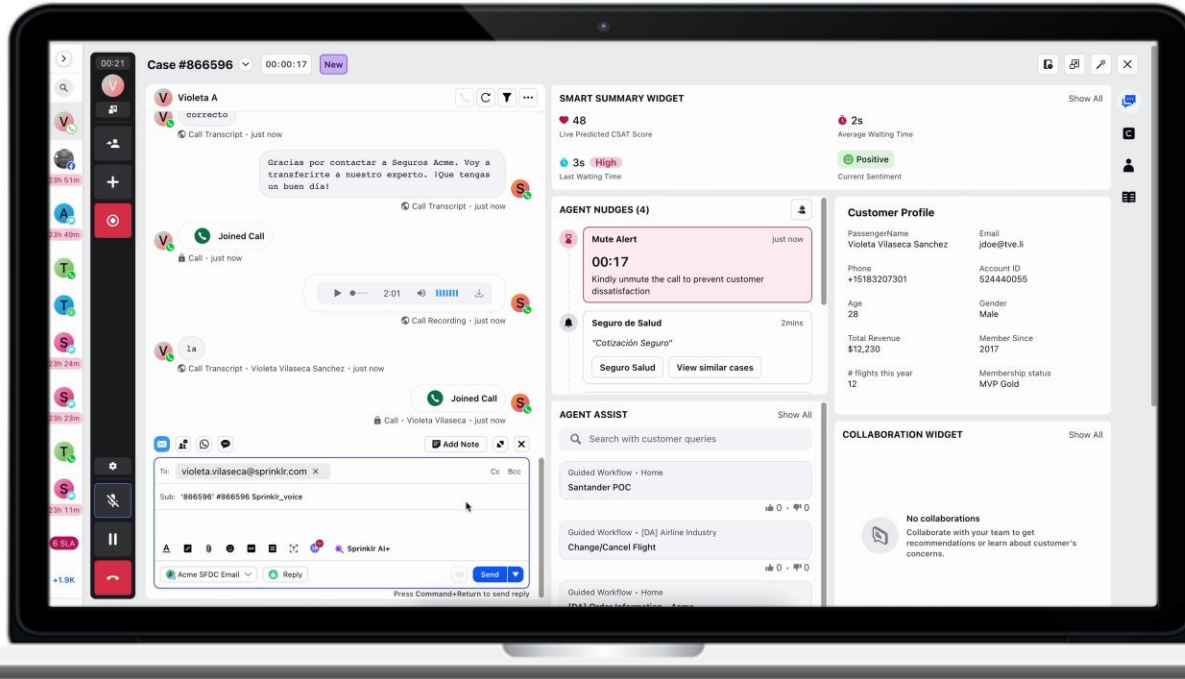 00:21
Case #866596
00:00:17
New
V
Violeta A
correcto
Call Transcript - just now
Gracias por contactar a Seguros Acme. Voy a
transferirte a nuestro experto. ¡Que tengas
un buen día!
Call Transcript - just now
Joined Call
Call - just now
2:01
Call Recording - just now
la
Call Transcript - Violeta Vilaseca Sanchez - just now
Joined Call
Call - Violeta Vilaseca - just now
Add Note
To: violeta.vilaseca@sprinklr.com ×
Cc Bcc
Sub: '866596' #866596 Sprinklr_voice
Sprinklr AI+
Acme SFDC Email
Reply
Send
Press Command+Return to send reply
V
23h 51m
A
23h 49m
T
T
S
23h 24m
S
23h 23m
T
S
23h 11m
6 SLA
+1.9K
SMART SUMMARY WIDGET
Show All
48
Live Predicted CSAT Score
2s
Average Waiting Time
3s High
Last Waiting Time
Positive
Current Sentiment
AGENT NUDGES (4)
Mute Alert
just now
00:17
Kindly unmute the call to prevent customer
dissatisfaction
Seguro de Salud
2mins
"Cotización Seguro"
Seguro Salud
View similar cases
AGENT ASSIST
Show All
Search with customer queries
Guided Workflow - Home
Santander POC
0 - 0
Guided Workflow - [DA] Airline Industry
Change/Cancel Flight
0 - 0
Guided Workflow - Home
[DA] Order Information - Acme
Customer Profile
PassengerName
Violeta Vilaseca Sanchez
Email
jdoe@tve.li
Phone
+15183207301
Account ID
524440055
Age
28
Gender
Male
Total Revenue
$12,230
Member Since
2017
# flights this year
12
Membership status
MVP Gold
COLLABORATION WIDGET
Show All
No collaborations
Collaborate with your team to get
recommendations or learn about customer's
concerns.